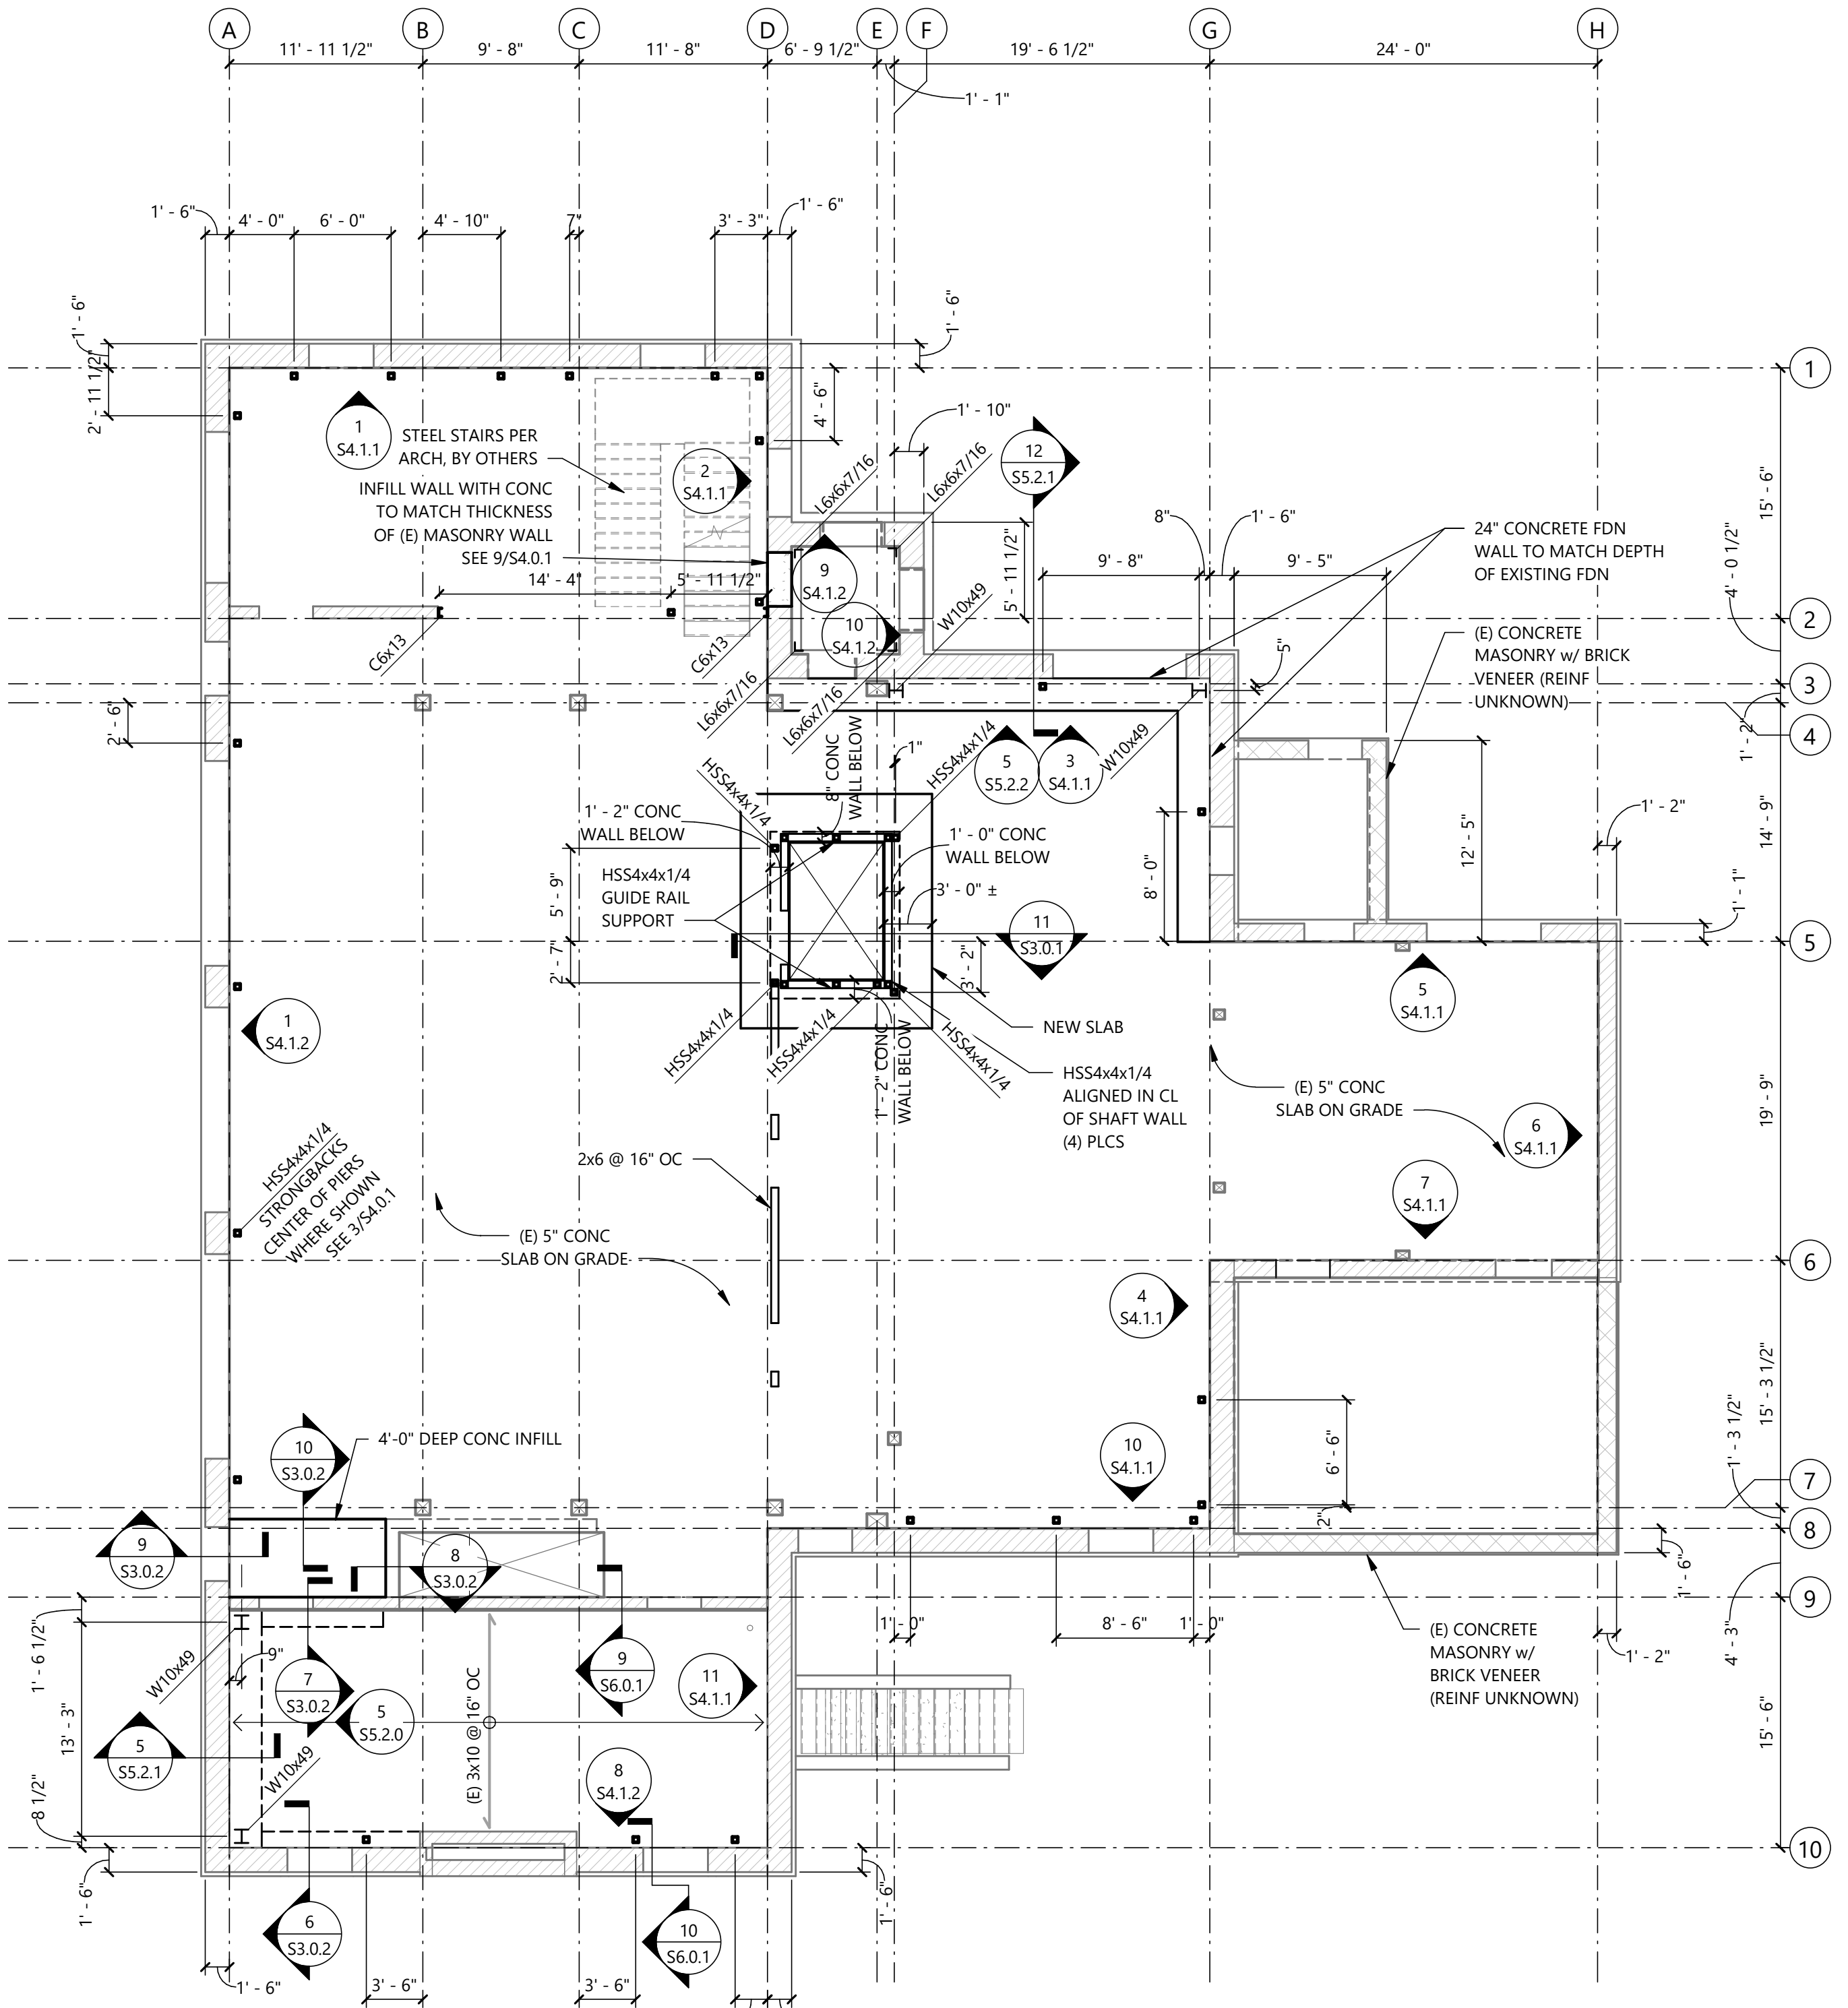 A
B
C
D
E
F
G
H
11' - 11 1/2"
9' - 8"
11' - 8"
6' - 9 1/2"
19' - 6 1/2"
24' - 0"
1' - 1"
1' - 6"
4' - 0"
6' - 0"
4' - 10"
7"
3' - 3"
1' - 6"
1' - 6"
2' - 11 1/2"
1' - 6"
1
4' - 6"
1' - 10"
1
S4.1.1
STEEL STAIRS PER
ARCH, BY OTHERS
2
S4.1.1
INFILL WALL WITH CONC
TO MATCH THICKNESS
OF (E) MASONRY WALL
SEE 9/S4.0.1
L6x6x7/16
L6x6x7/16
12
S5.2.1
15' - 6"
8"
1' - 6"
24" CONCRETE FDN
WALL TO MATCH DEPTH
OF EXISTING FDN
5' - 11 1/2"
9' - 8"
9' - 5"
4' - 0 1/2"
14' - 4"
5' - 11 1/2"
9
S4.1.2
10
S4.1.2
W10x49
2
(E) CONCRETE
MASONRY w/ BRICK
VENEER (REINF
UNKNOWN)
5"
C6x13
C6x13
L6x6x7/16
L6x6x7/16
3
4
1' - 2"
2' - 6"
8" CONC
WALL BELOW
1"
HSS4x4x1/4
HSS4x4x1/4
5
S5.2.2
3
S4.1.1
W10x49
1' - 2" CONC
WALL BELOW
1' - 0" CONC
WALL BELOW
3' - 0" ±
HSS4x4x1/4
GUIDE RAIL
SUPPORT
5' - 9"
2' - 7"
8' - 0"
12' - 5"
14' - 9"
1' - 2"
1' - 1"
11
S3.0.1
3' - 2"
5
5
S4.1.1
1
S4.1.2
HSS4x4x1/4
HSS4x4x1/4
HSS4x4x1/4
1' - 2" CONC
WALL BELOW
NEW SLAB
HSS4x4x1/4
ALIGNED IN CL
OF SHAFT WALL
(4) PLCS
(E) 5" CONC
SLAB ON GRADE
6
S4.1.1
19' - 9"
2x6 @ 16" OC
HSS4x4x1/4
STRONGBACKS
CENTER OF PIERS
WHERE SHOWN
SEE 3/S4.0.1
7
S4.1.1
(E) 5" CONC
SLAB ON GRADE
6
4
S4.1.1
15' - 3 1/2"
1' - 3 1/2"
10
S3.0.2
4'-0" DEEP CONC INFILL
10
S4.1.1
6' - 6"
2"
7
8
9
S3.0.2
8
S3.0.2
1' - 6"
9
1' - 0"
8' - 6"
1' - 0"
4' - 3"
1' - 2"
(E) CONCRETE
MASONRY w/
BRICK VENEER
(REINF UNKNOWN)
1' - 6 1/2"
W10x49
9"
7
S3.0.2
5
S5.2.0
9
S6.0.1
11
S4.1.1
13' - 3"
5
S5.2.1
W10x49
(E) 3x10 @ 16" OC
8
S4.1.2
15' - 6"
8 1/2"
10
1' - 6"
1' - 6"
6
S3.0.2
10
S6.0.1
1' - 6"
3' - 6"
3' - 6"